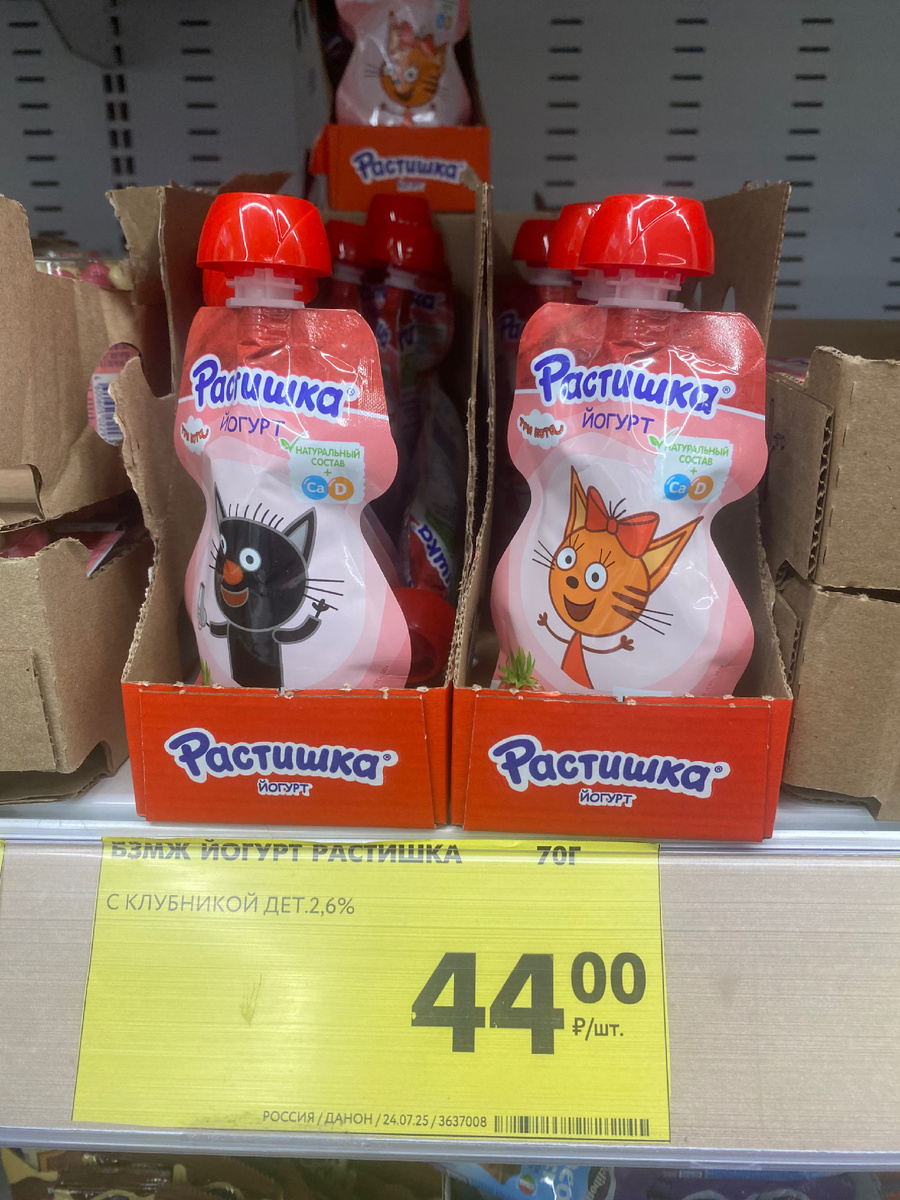 Растишка
ЙОГУРТ
Растишка®
ЙОГУРТ
ТРИ КОТА
НАТУРАЛЬНЫЙ
СОСТАВ
+
Ca D
Растишка®
ЙОГУРТ
ТРИ КОТА
НАТУРАЛЬНЫЙ
СОСТАВ
+
Ca D
Растишка®
ЙОГУРТ
Растишка®
ЙОГУРТ
БЗМЖ ЙОГУРТ РАСТИШКА 70Г
С КЛУБНИКОЙ ДЕТ.2,6%
44 00
₽/шт.
РОССИЯ / ДАНОН / 24.07.25 / 3637008